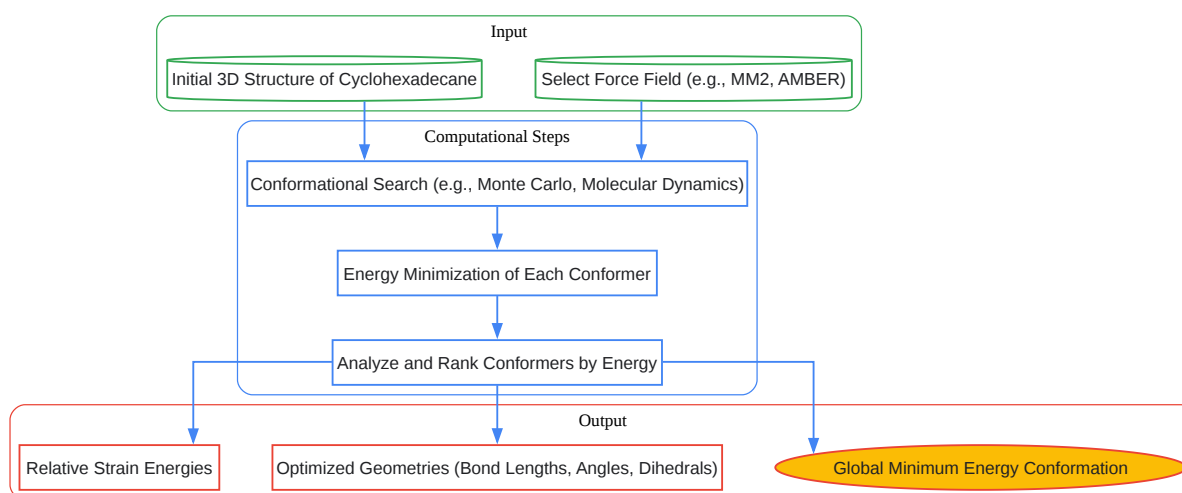 Input
Initial 3D Structure of Cyclohexadecane
Select Force Field (e.g., MM2, AMBER)
Computational Steps
Conformational Search (e.g., Monte Carlo, Molecular Dynamics)
Energy Minimization of Each Conformer
Analyze and Rank Conformers by Energy
Output
Relative Strain Energies
Optimized Geometries (Bond Lengths, Angles, Dihedrals)
Global Minimum Energy Conformation